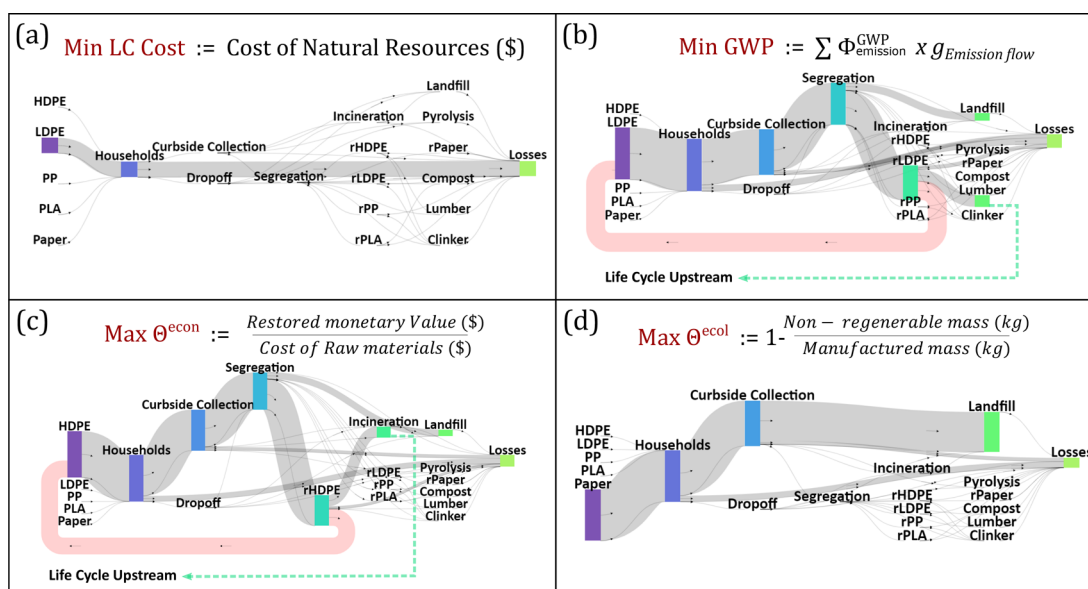 (a)
Min LC Cost := Cost of Natural Resources ($)
HDPE
LDPE
PP
PLA
Paper
Households
Curbside Collection
Dropoff
Segregation
Incineration
rHDPE
rLDPE
rPP
rPLA
Landfill
Pyrolysis
rPaper
Compost
Lumber
Clinker
Losses
(b)
Min GWP := ∑ Φ^GWP_emission x g_Emission flow
HDPE
LDPE
PP
PLA
Paper
Households
Curbside Collection
Dropoff
Segregation
Incineration
rHDPE
rLDPE
rPP
rPLA
Landfill
Pyrolysis
rPaper
Compost
Lumber
Clinker
Losses
Life Cycle Upstream
(c)
Max Θ^econ := Restored monetary Value ($)
Cost of Raw materials ($)
HDPE
LDPE
PP
PLA
Paper
Households
Curbside Collection
Dropoff
Segregation
rHDPE
Incineration
rLDPE
rPP
rPLA
Landfill
Pyrolysis
rPaper
Compost
Lumber
Clinker
Losses
Life Cycle Upstream
(d)
Max Θ^ecol := 1- Non − regenerable mass (kg)
Manufactured mass (kg)
HDPE
LDPE
PP
PLA
Paper
Households
Curbside Collection
Dropoff
Segregation
Incineration
rHDPE
rLDPE
rPP
rPLA
Landfill
Pyrolysis
rPaper
Compost
Lumber
Clinker
Losses